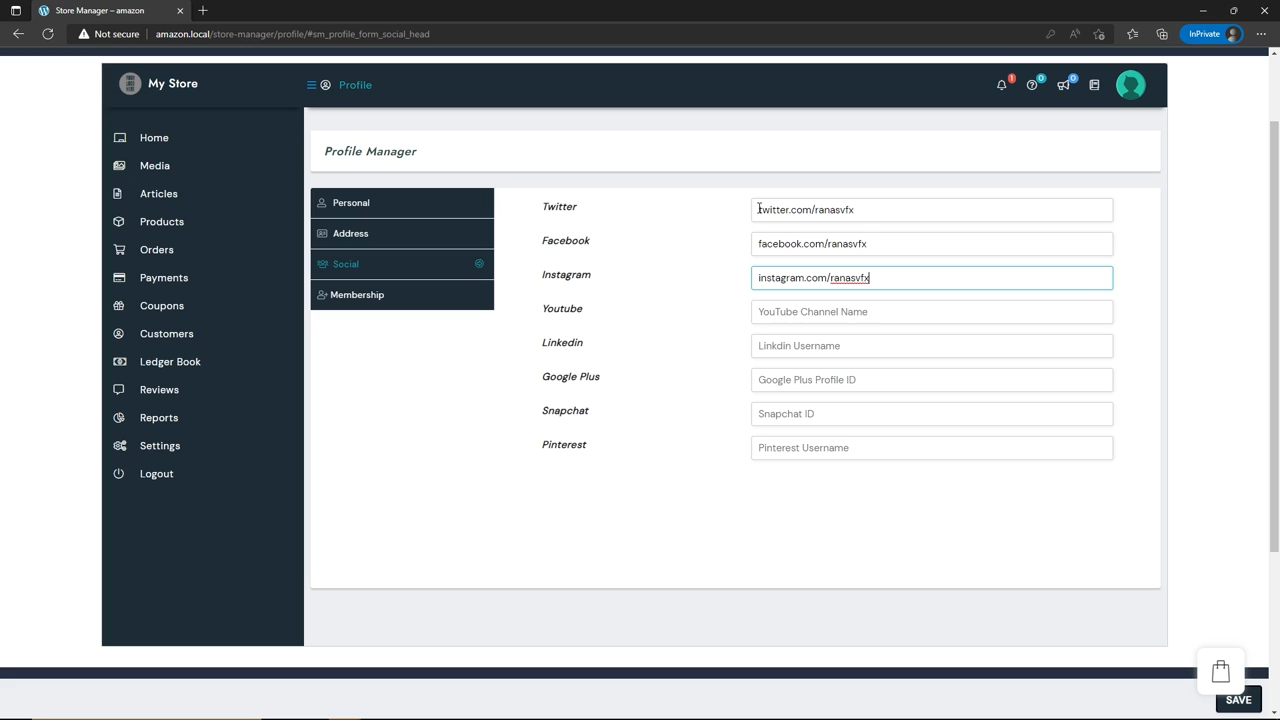 Store Manager – amazon
Not secure
amazon.local/store-manager/profile/#sm_profile_form_social_head
InPrivate
My Store
Profile
1
0
0
Home
Media
Articles
Products
Orders
Payments
Coupons
Customers
Ledger Book
Reviews
Reports
Settings
Logout
Profile Manager
Personal
Address
Social
Membership
Twitter
twitter.com/ranasvfx
Facebook
facebook.com/ranasvfx
Instagram
instagram.com/ranasvfx
Youtube
YouTube Channel Name
Linkedin
Linkdin Username
Google Plus
Google Plus Profile ID
Snapchat
Snapchat ID
Pinterest
Pinterest Username
SAVE